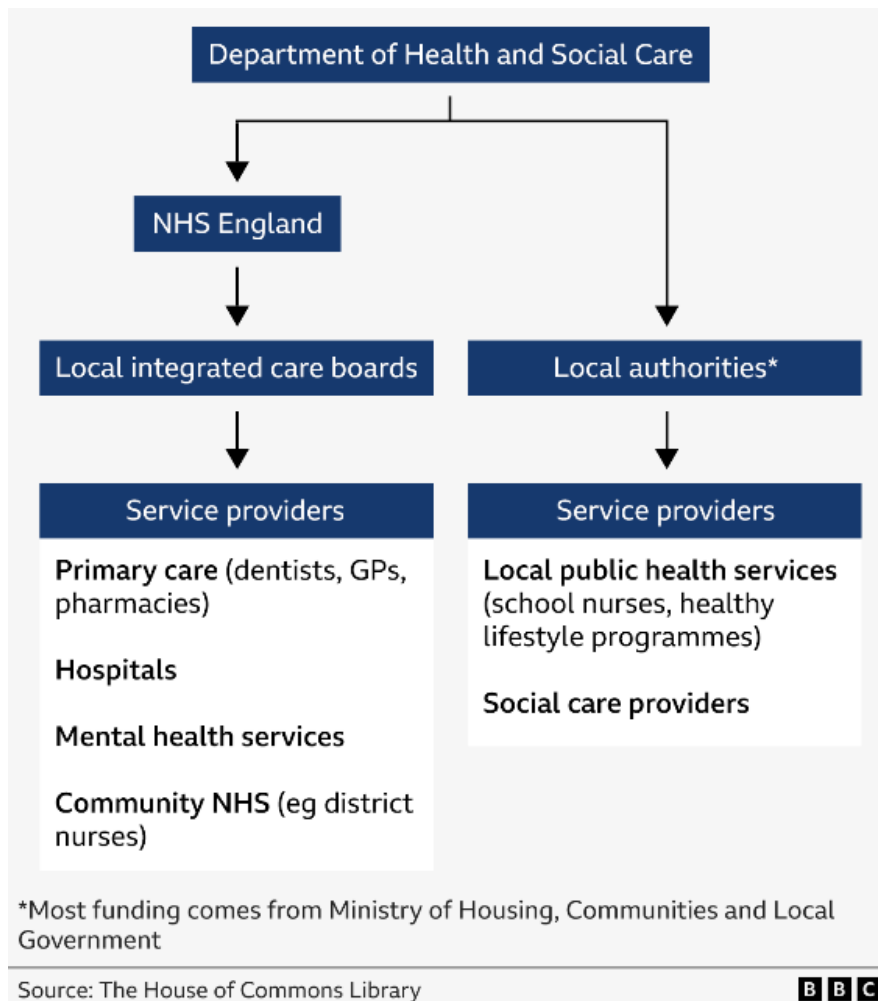 Department of Health and Social Care
NHS England
Local integrated care boards
Local authorities*
Service providers
Primary care (dentists, GPs,
pharmacies)
Hospitals
Mental health services
Community NHS (eg district
nurses)
Service providers
Local public health services
(school nurses, healthy
lifestyle programmes)
Social care providers
*Most funding comes from Ministry of Housing, Communities and Local
Government
Source: The House of Commons Library
BBC